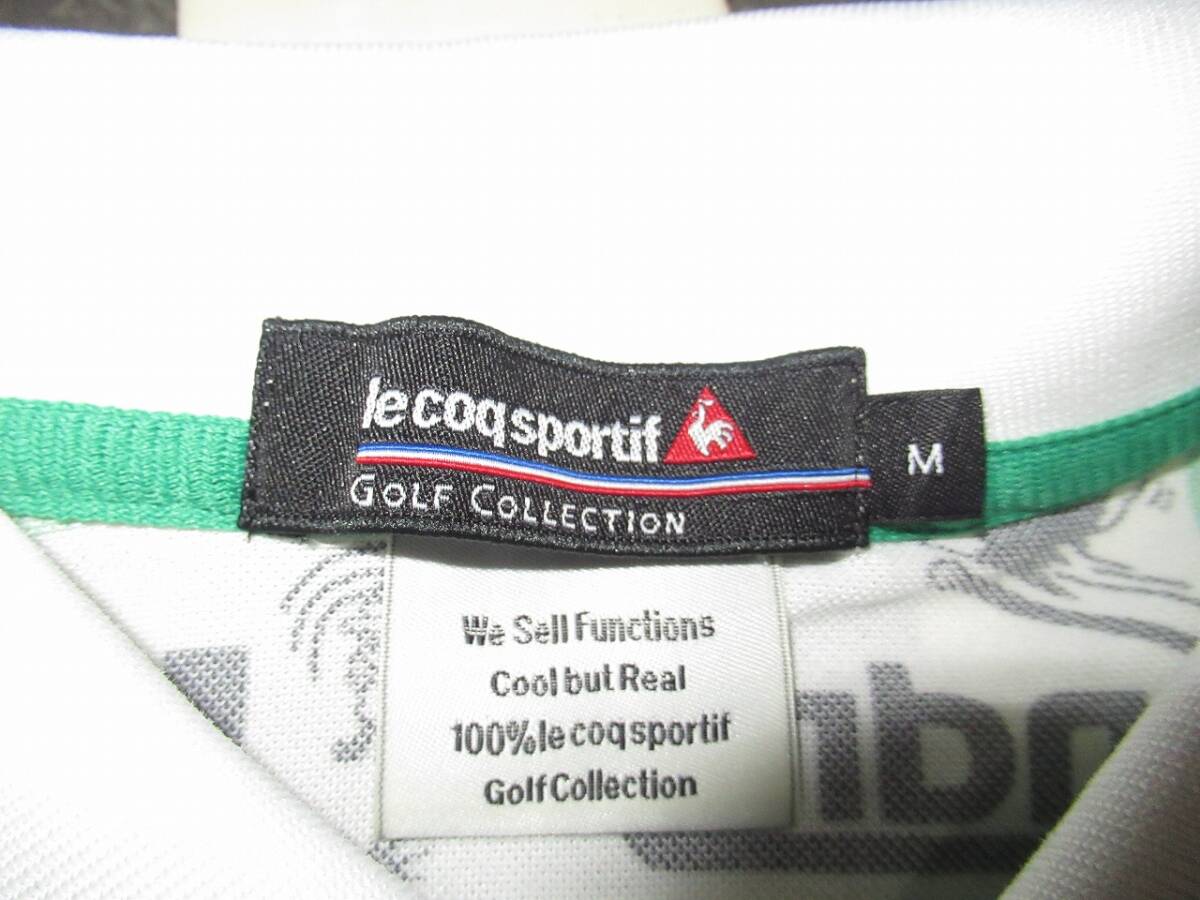 le coq sportif
GOLF COLLECTION
M
We Sell Functions
Cool but Real
100% le coq sportif
Golf Collection